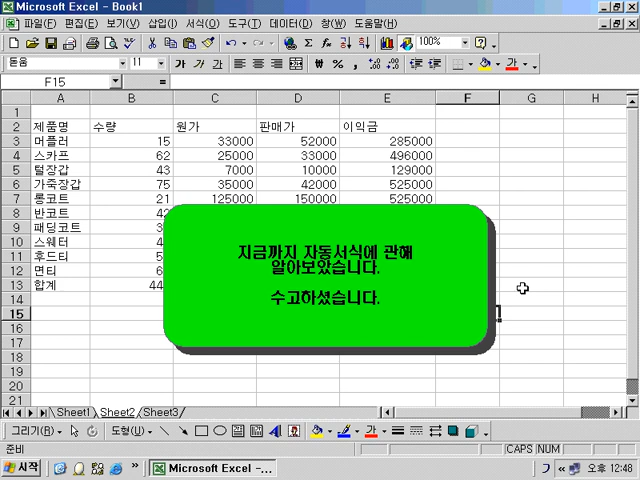 Microsoft Excel - Book1
파일(F) 편집(E) 보기(V) 삽입(I) 서식(O) 도구(T) 데이터(D) 창(W) 도움말(H)
100%
돋움 11 가 가 가
F15 =
A B C D E F G H
1
2 제품명 수량 원가 판매가 이익금
3 머플러 15 33000 52000 285000
4 스카프 62 25000 33000 496000
5 털장갑 43 7000 10000 129000
6 가죽장갑 75 35000 42000 525000
7 롱코트 21 125000 150000 525000
8 반코트
9 패딩코트
10 스웨터
11 후드티
12 면티
13 합계
14
15
16
17
18
19
20
21
지금까지 자동서식에 관해
알아보았습니다.
수고하셨습니다.
Sheet1 Sheet2 Sheet3
그리기(R) 도형(U) 가
준비 CAPS NUM
시작 Microsoft Excel -... 오후 12:48